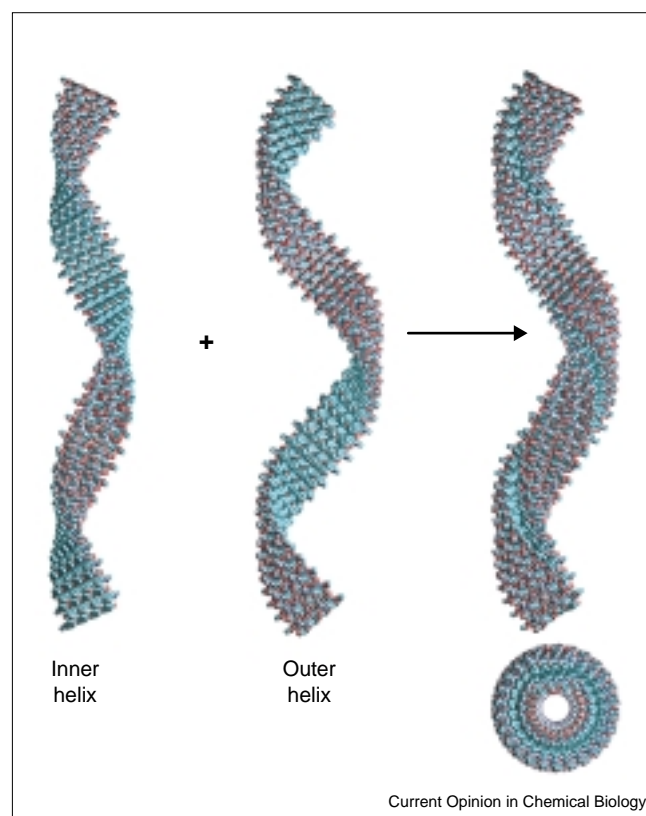 +
Inner
helix
Outer
helix
Current Opinion in Chemical Biology